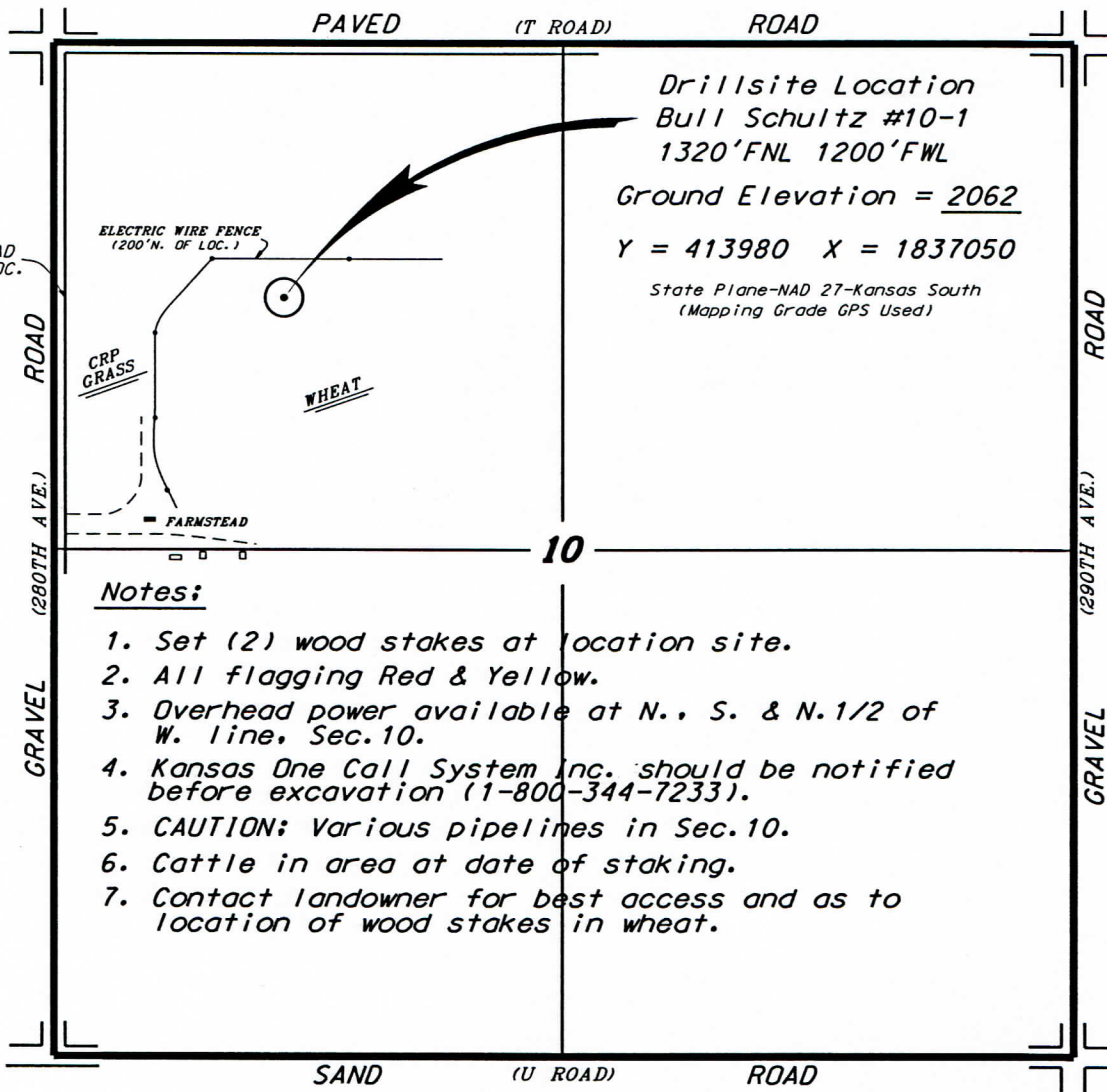 PAVED (T ROAD) ROAD
Drillsite Location
Bull Schultz #10-1
1320'FNL 1200'FWL
Ground Elevation = 2062
Y = 413980 X = 1837050
State Plane-NAD 27-Kansas South
(Mapping Grade GPS Used)
ELECTRIC WIRE FENCE
(200'N. OF LOC.)
CRP
GRASS
WHEAT
FARMSTEAD
10
GRAVEL (280TH AVE.) ROAD
GRAVEL (290TH AVE.) ROAD
Notes:
1. Set (2) wood stakes at location site.
2. All flagging Red & Yellow.
3. Overhead power available at N., S. & N.1/2 of
W. line, Sec.10.
4. Kansas One Call System Inc. should be notified
before excavation (1-800-344-7233).
5. CAUTION: Various pipelines in Sec.10.
6. Cattle in area at date of staking.
7. Contact landowner for best access and as to
location of wood stakes in wheat.
SAND (U ROAD) ROAD